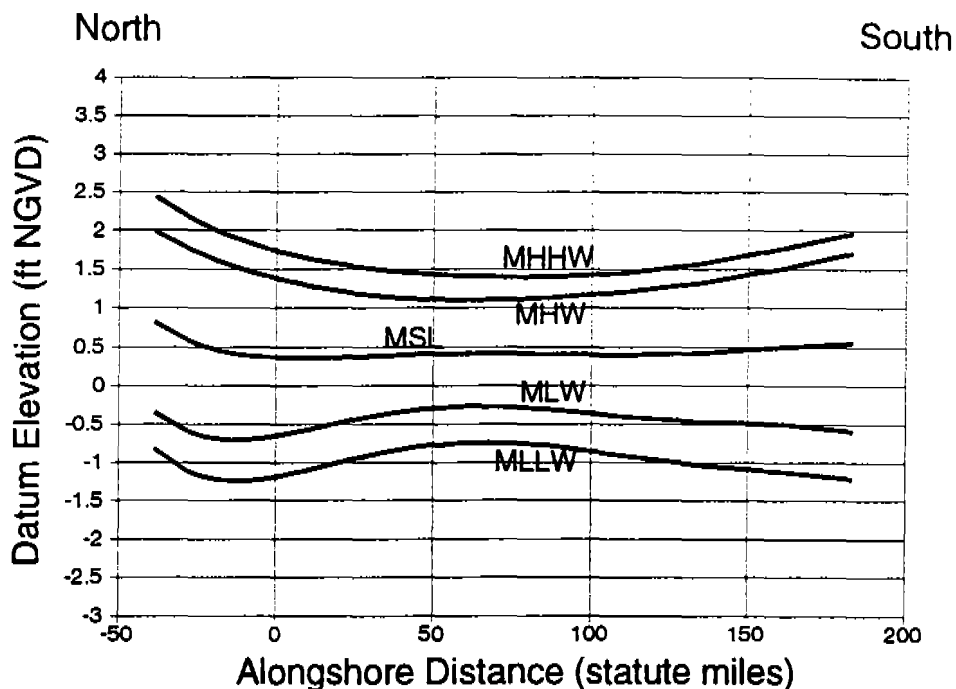 North
South
Datum Elevation (ft NGVD)
4
3.5
3
2.5
2
1.5
1
0.5
0
-0.5
-1
-1.5
-2
-2.5
-3
MHHW
MHW
MSL
MLW
MLLW
-50 0 50 100 150 200
Alongshore Distance (statute miles)